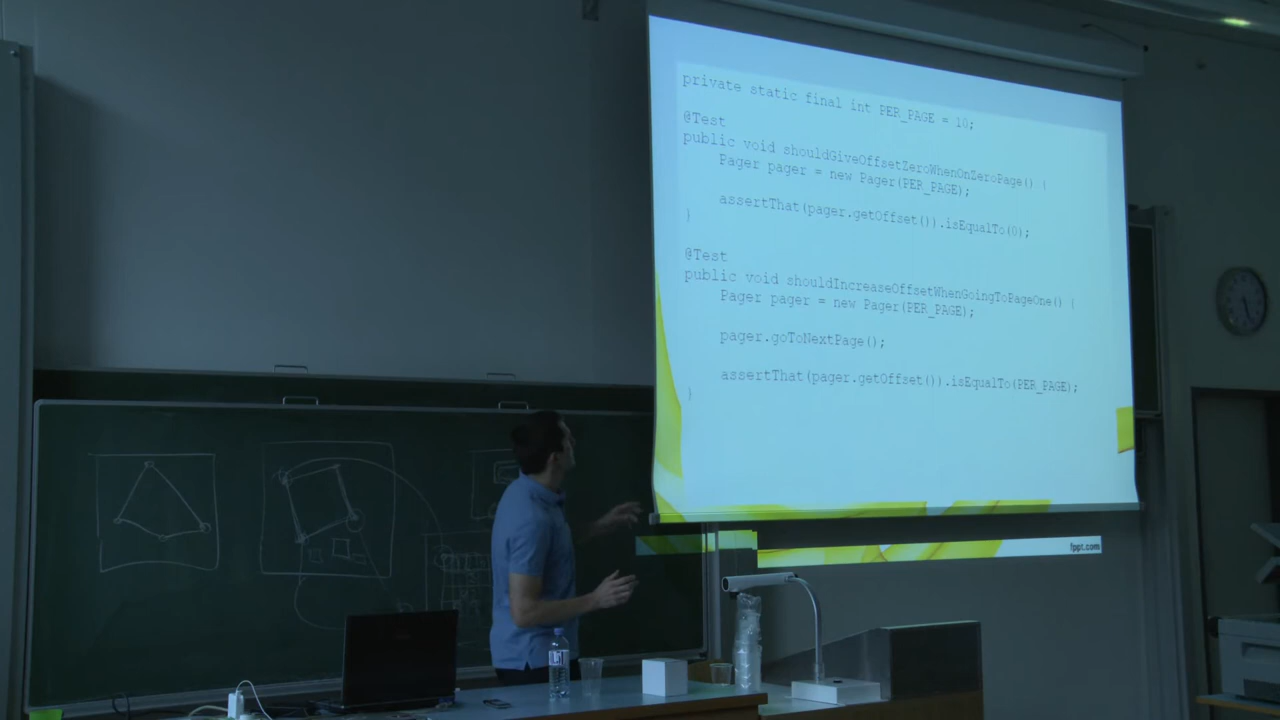 private static final int PER_PAGE = 10;
@Test
public void shouldGiveOffsetZeroWhenOnZeroPage() {
Pager pager = new Pager(PER_PAGE);
assertThat(pager.getOffset()).isEqualTo(0);
}
@Test
public void shouldIncreaseOffsetWhenGoingToPageOne() {
Pager pager = new Pager(PER_PAGE);
pager.goToNextPage();
assertThat(pager.getOffset()).isEqualTo(PER_PAGE);
}
fppt.com